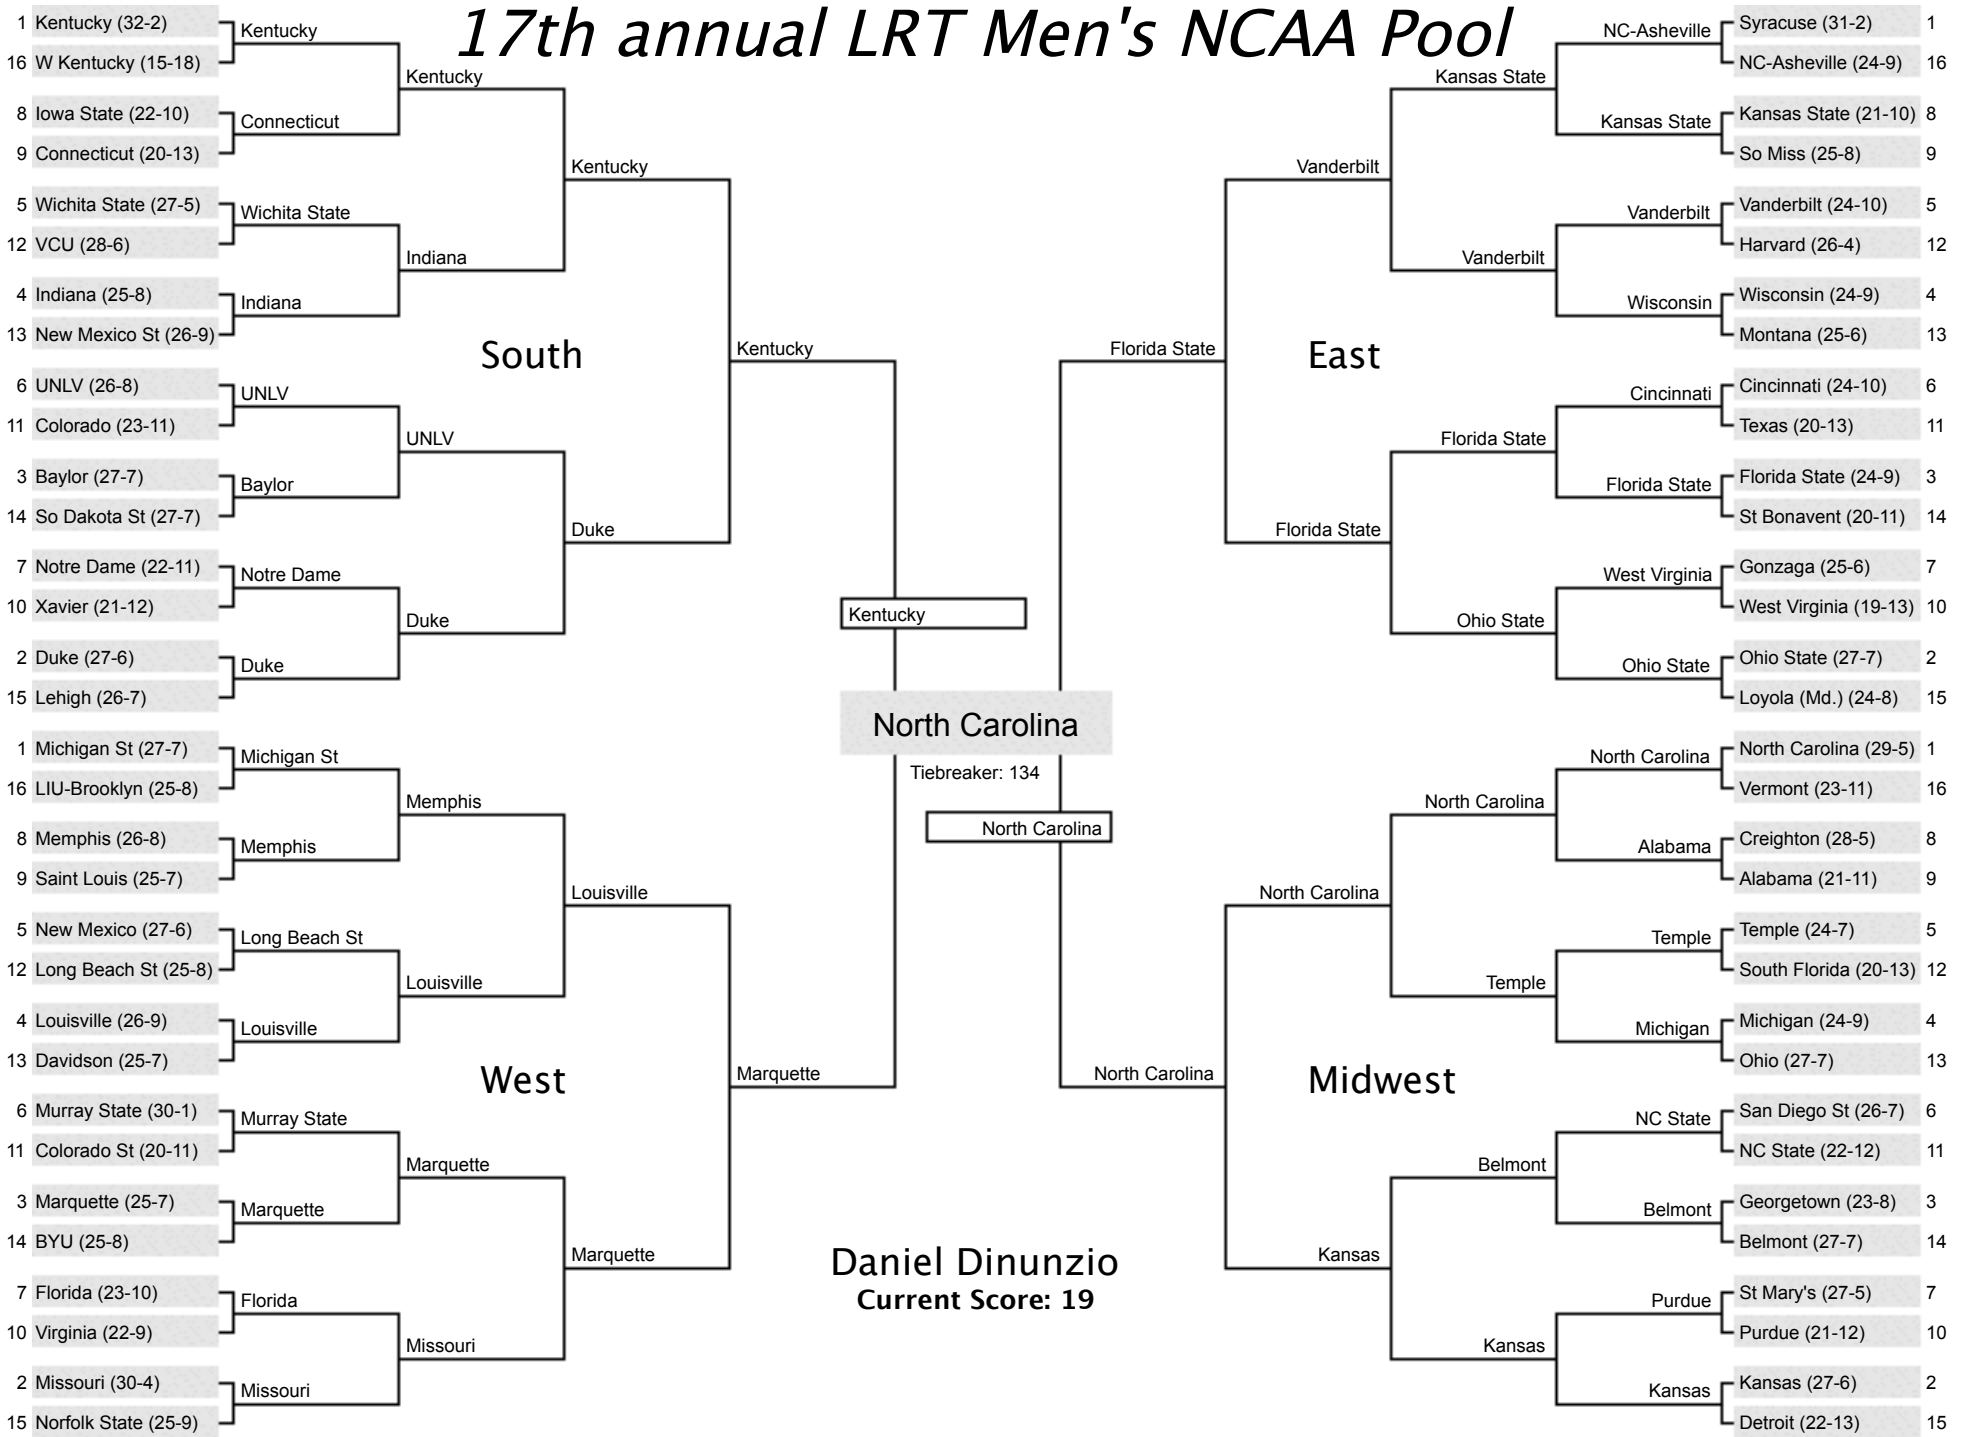 17th annual LRT Men's NCAA Pool
1 Kentucky (32-2)
Kentucky
16 W Kentucky (15-18)
Kentucky
8 Iowa State (22-10)
Connecticut
9 Connecticut (20-13)
Kentucky
5 Wichita State (27-5)
Wichita State
12 VCU (28-6)
Indiana
4 Indiana (25-8)
Indiana
13 New Mexico St (26-9)
South
Kentucky
6 UNLV (26-8)
UNLV
11 Colorado (23-11)
UNLV
3 Baylor (27-7)
Baylor
14 So Dakota St (27-7)
Duke
7 Notre Dame (22-11)
Notre Dame
10 Xavier (21-12)
Duke
2 Duke (27-6)
Duke
15 Lehigh (26-7)
1 Michigan St (27-7)
Michigan St
16 LIU-Brooklyn (25-8)
Memphis
8 Memphis (26-8)
Memphis
9 Saint Louis (25-7)
Louisville
5 New Mexico (27-6)
Long Beach St
12 Long Beach St (25-8)
Louisville
4 Louisville (26-9)
Louisville
13 Davidson (25-7)
West
Marquette
6 Murray State (30-1)
Murray State
11 Colorado St (20-11)
Marquette
3 Marquette (25-7)
Marquette
14 BYU (25-8)
Marquette
7 Florida (23-10)
Florida
10 Virginia (22-9)
Missouri
2 Missouri (30-4)
Missouri
15 Norfolk State (25-9)
Kentucky
North Carolina
Tiebreaker: 134
North Carolina
Daniel Dinunzio
Current Score: 19
Syracuse (31-2) 1
NC-Asheville
NC-Asheville (24-9) 16
Kansas State
Kansas State (21-10) 8
Kansas State
So Miss (25-8) 9
Vanderbilt
Vanderbilt (24-10) 5
Vanderbilt
Harvard (26-4) 12
Vanderbilt
Wisconsin (24-9) 4
Wisconsin
Montana (25-6) 13
Florida State
East
Cincinnati (24-10) 6
Cincinnati
Texas (20-13) 11
Florida State
Florida State (24-9) 3
Florida State
St Bonavent (20-11) 14
Florida State
Gonzaga (25-6) 7
West Virginia
West Virginia (19-13) 10
Ohio State
Ohio State (27-7) 2
Ohio State
Loyola (Md.) (24-8) 15
North Carolina (29-5) 1
North Carolina
Vermont (23-11) 16
North Carolina
Creighton (28-5) 8
Alabama
Alabama (21-11) 9
North Carolina
Temple (24-7) 5
Temple
South Florida (20-13) 12
Temple
Michigan (24-9) 4
Michigan
Ohio (27-7) 13
North Carolina
Midwest
San Diego St (26-7) 6
NC State
NC State (22-12) 11
Belmont
Georgetown (23-8) 3
Belmont
Belmont (27-7) 14
Kansas
St Mary's (27-5) 7
Purdue
Purdue (21-12) 10
Kansas
Kansas (27-6) 2
Kansas
Detroit (22-13) 15